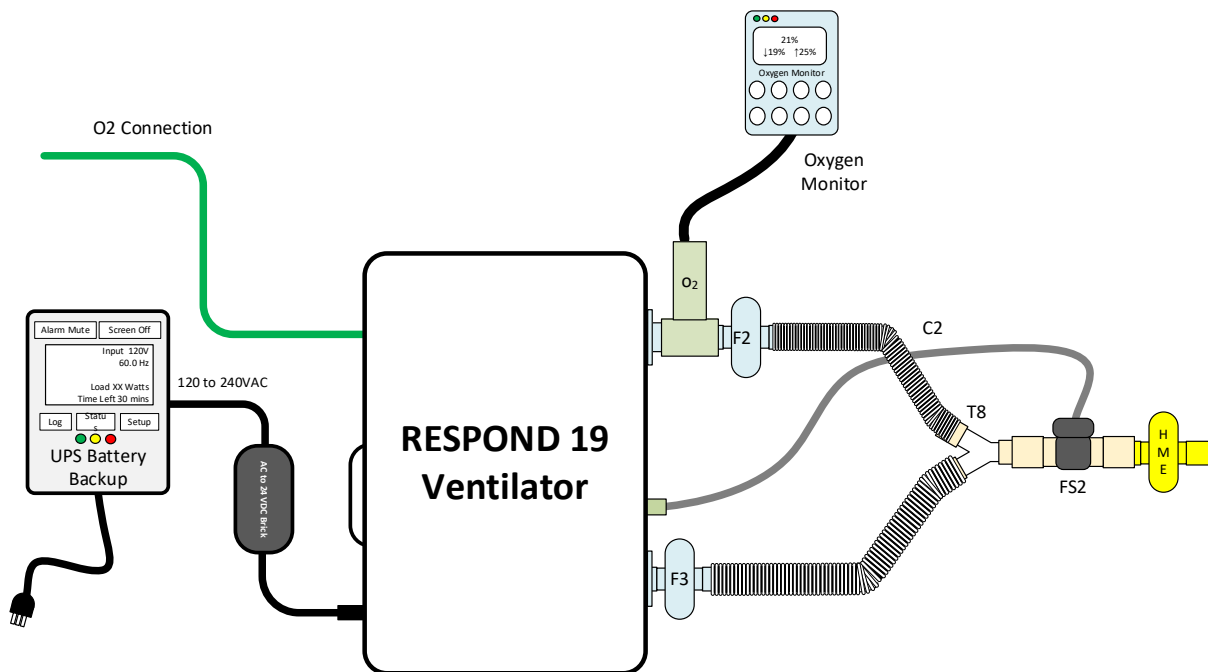 21%
↓19% ↑25%
Oxygen Monitor
O2 Connection
Oxygen
Monitor
O₂
Alarm Mute
Screen Off
Input 120V
60.0 Hz
Load XX Watts
Time Left 30 mins
Log
Statu
s
Setup
UPS Battery
Backup
120 to 240VAC
AC to 24 VDC Brick
RESPOND 19
Ventilator
F2
C2
T8
H
M
E
FS2
F3